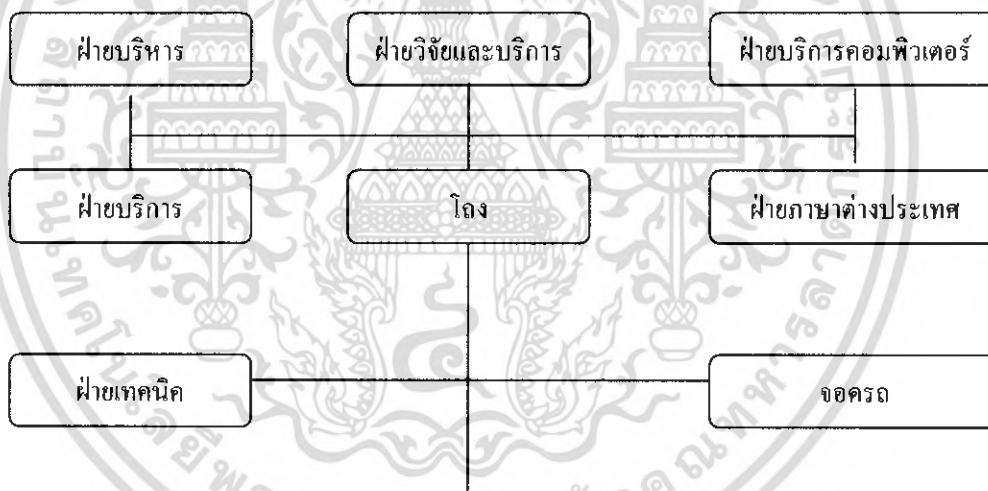 ฝ่ายบริหาร
ฝ่ายวิจัยและบริการ
ฝ่ายบริการคอมพิวเตอร์
ฝ่ายบริการ
โถง
ฝ่ายภาษาต่างประเทศ
ฝ่ายเทคนิค
จอดรถ